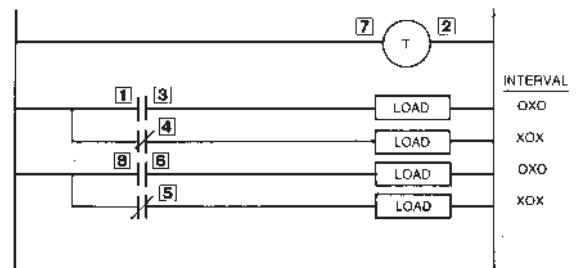 7 T 2
INTERVAL
1 3 LOAD OXO
4 LOAD XOX
8 6 LOAD OXO
5 LOAD XOX